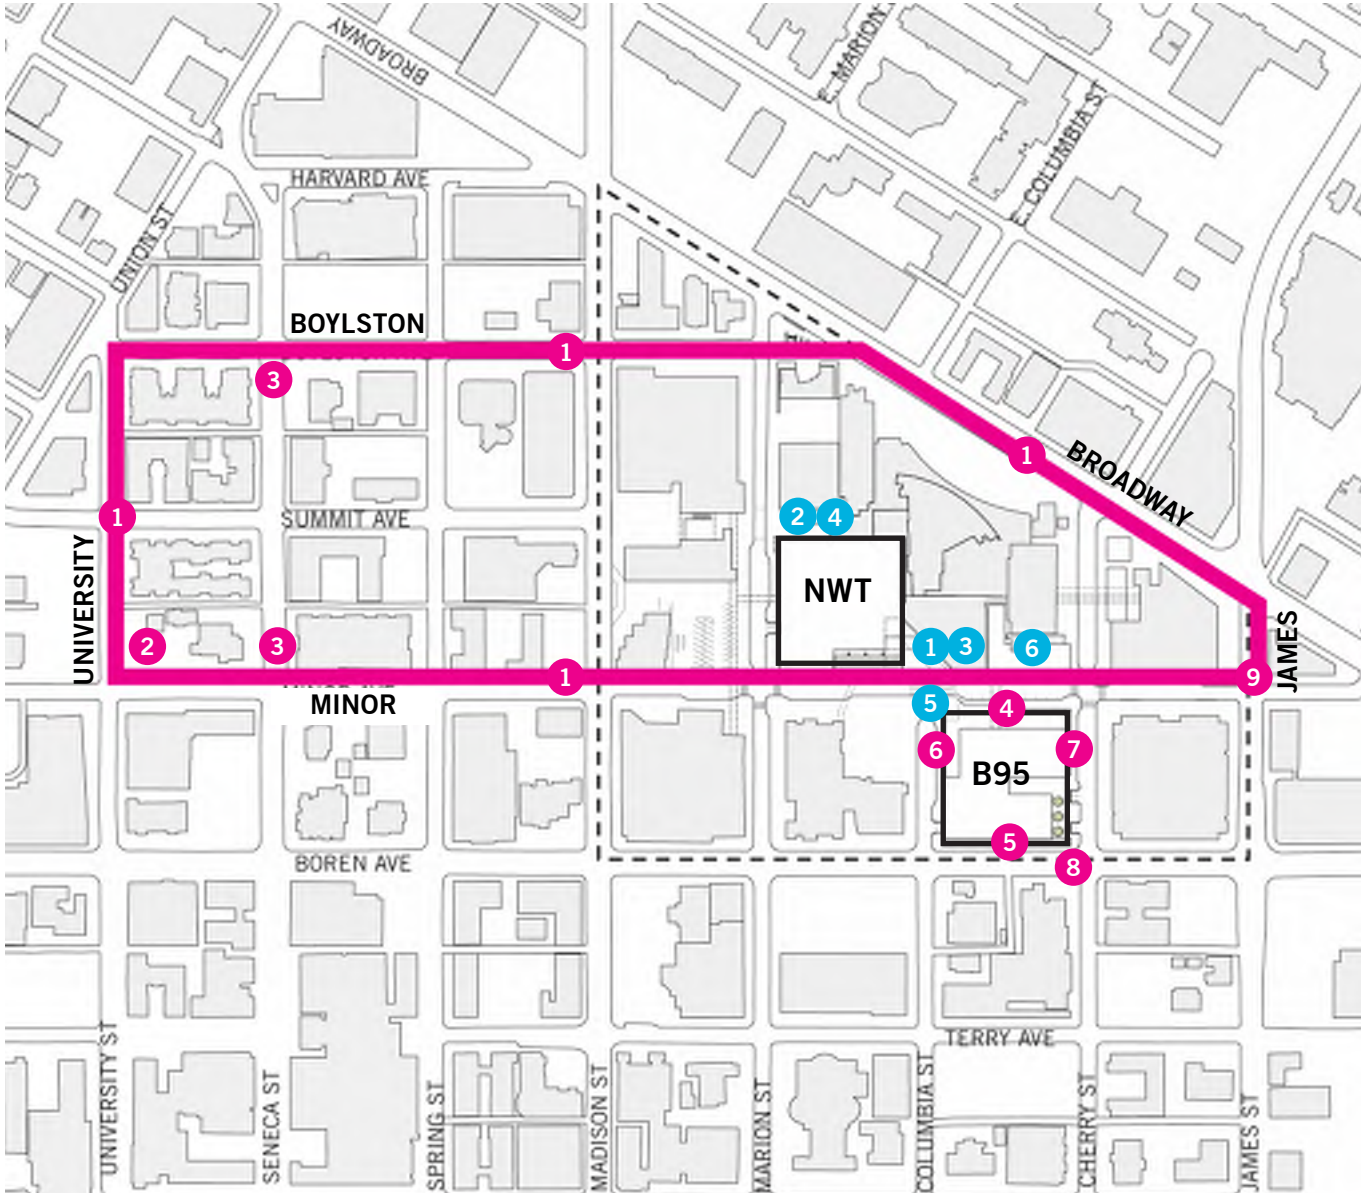 BROADWAY
E. MARION
E. COLUMBIA ST
HARVARD AVE
UNION ST
BOYLSTON
1
3
1
BROADWAY
1
SUMMIT AVE
2
4
NWT
UNIVERSITY
2
3
1
3
6
JAMES
1
9
MINOR
5
4
6
7
B95
5
8
BOREN AVE
TERRY AVE
UNIVERSITY ST
SENECA ST
SPRING ST
MADISON ST
MARION ST
COLUMBIA ST
CHERRY ST
JAMES ST